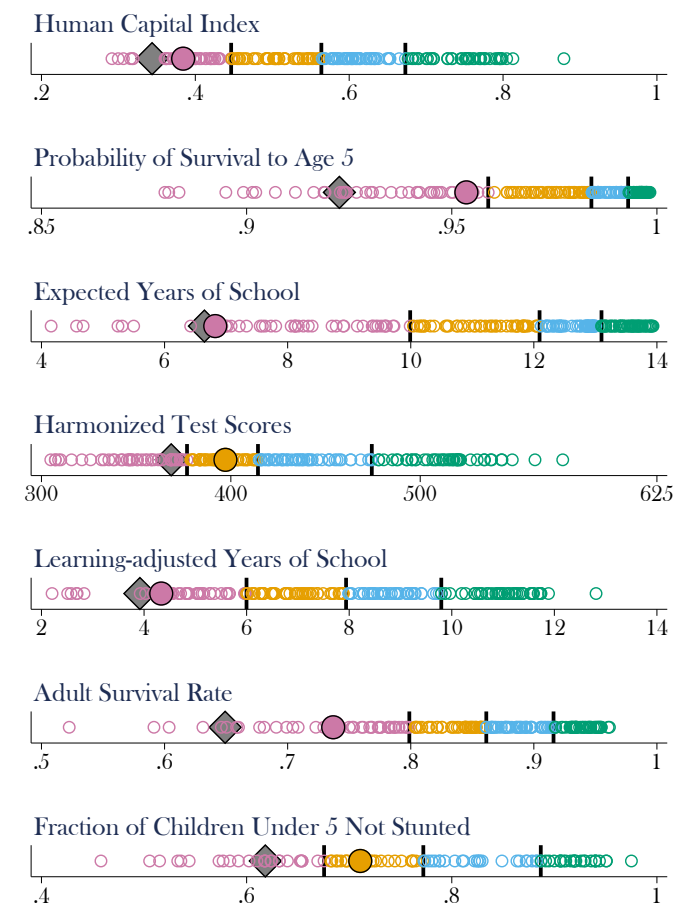 Human Capital Index
.2 .4 .6 .8 1
Probability of Survival to Age 5
.85 .9 .95 1
Expected Years of School
4 6 8 10 12 14
Harmonized Test Scores
300 400 500 625
Learning-adjusted Years of School
2 4 6 8 10 12 14
Adult Survival Rate
.5 .6 .7 .8 .9 1
Fraction of Children Under 5 Not Stunted
.4 .6 .8 1